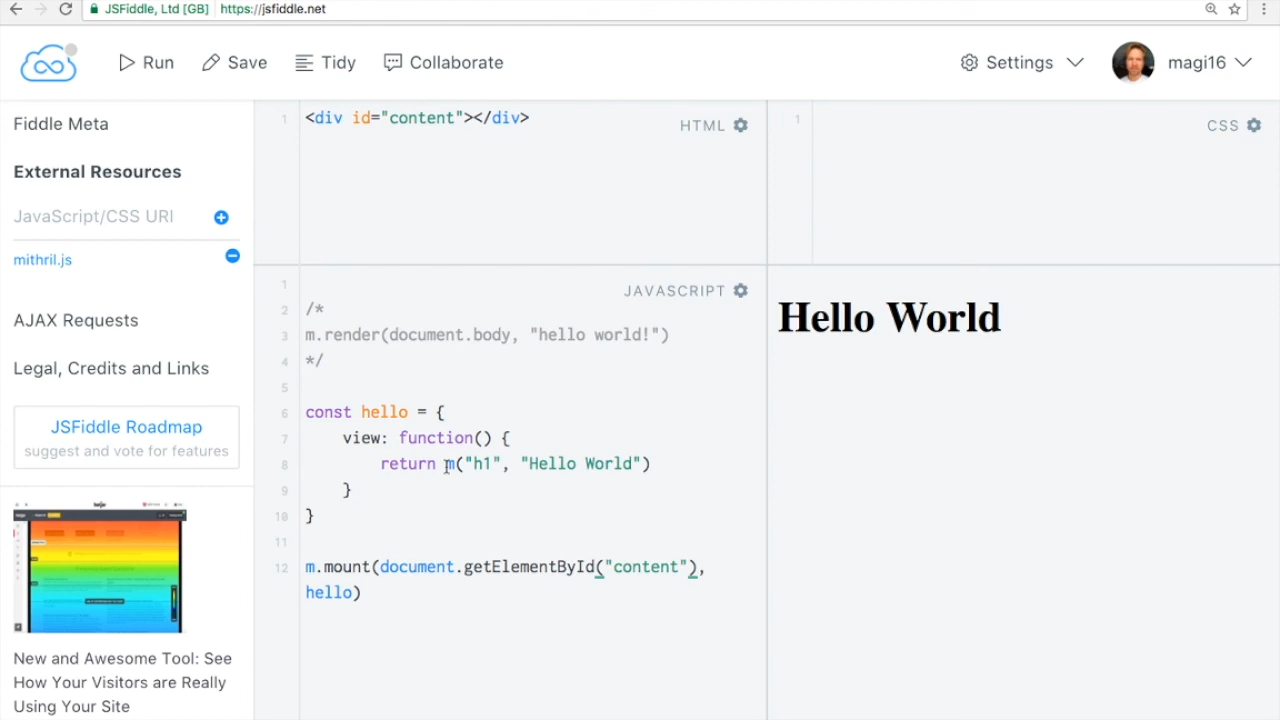 JSFiddle, Ltd [GB] https://jsfiddle.net
Run Save Tidy Collaborate Settings magi16
Fiddle Meta
External Resources
JavaScript/CSS URI
mithril.js
AJAX Requests
Legal, Credits and Links
JSFiddle Roadmap
suggest and vote for features
New and Awesome Tool: See
How Your Visitors are Really
Using Your Site
1 <div id="content"></div>
HTML
1
CSS
JAVASCRIPT
1
2 /*
3 m.render(document.body, "hello world!")
4 */
5
6 const hello = {
7 view: function() {
8 return m("h1", "Hello World")
9 }
10 }
11
12 m.mount(document.getElementById("content"),
hello)
Hello World